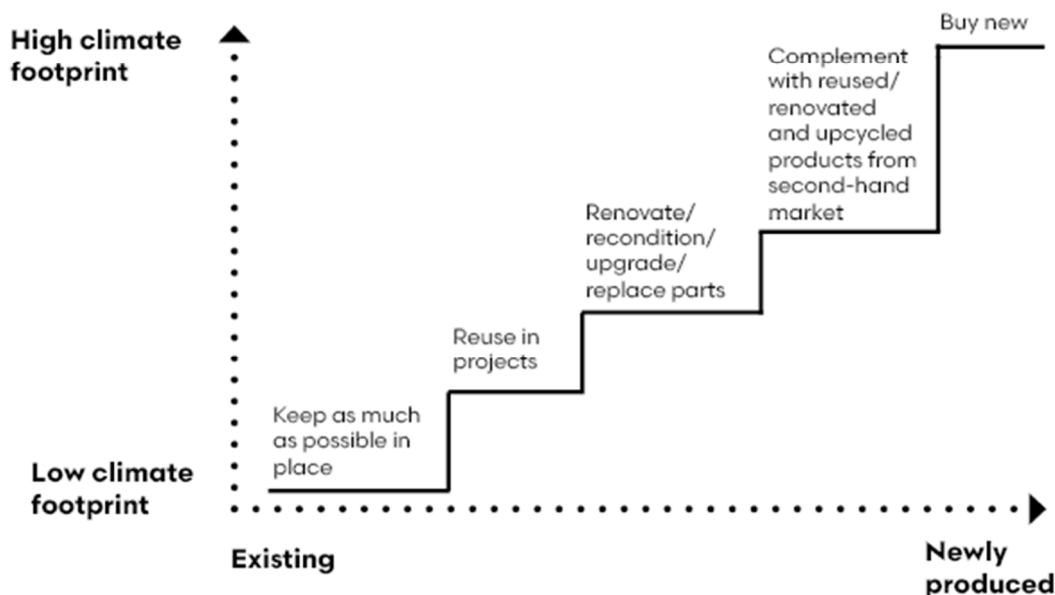 High climate
footprint
Buy new
Complement
with reused/
renovated
and upcycled
products from
second-hand
market
Renovate/
recondition/
upgrade/
replace parts
Reuse in
projects
Keep as much
as possible in
place
Low climate
footprint
Existing
Newly
produced